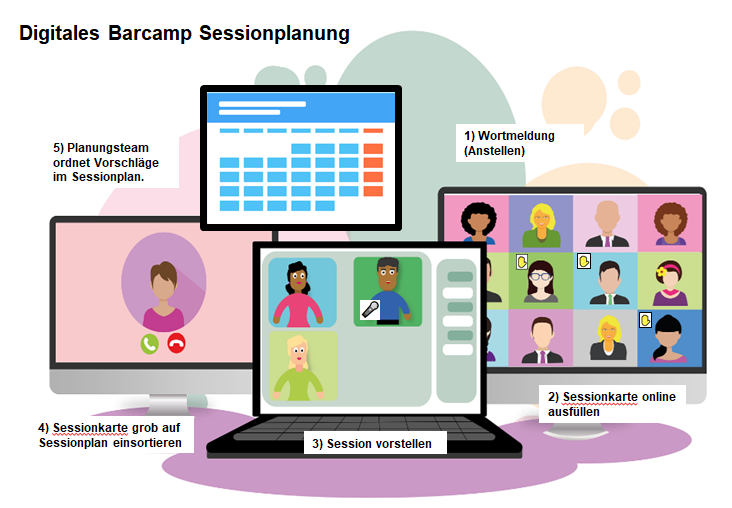 Digitales Barcamp Sessionplanung
1) Wortmeldung
(Anstellen)
2) Sessionkarte online
ausfüllen
3) Session vorstellen
4) Sessionkarte grob auf
Sessionplan einsortieren
5) Planungsteam
ordnet Vorschläge
im Sessionplan.